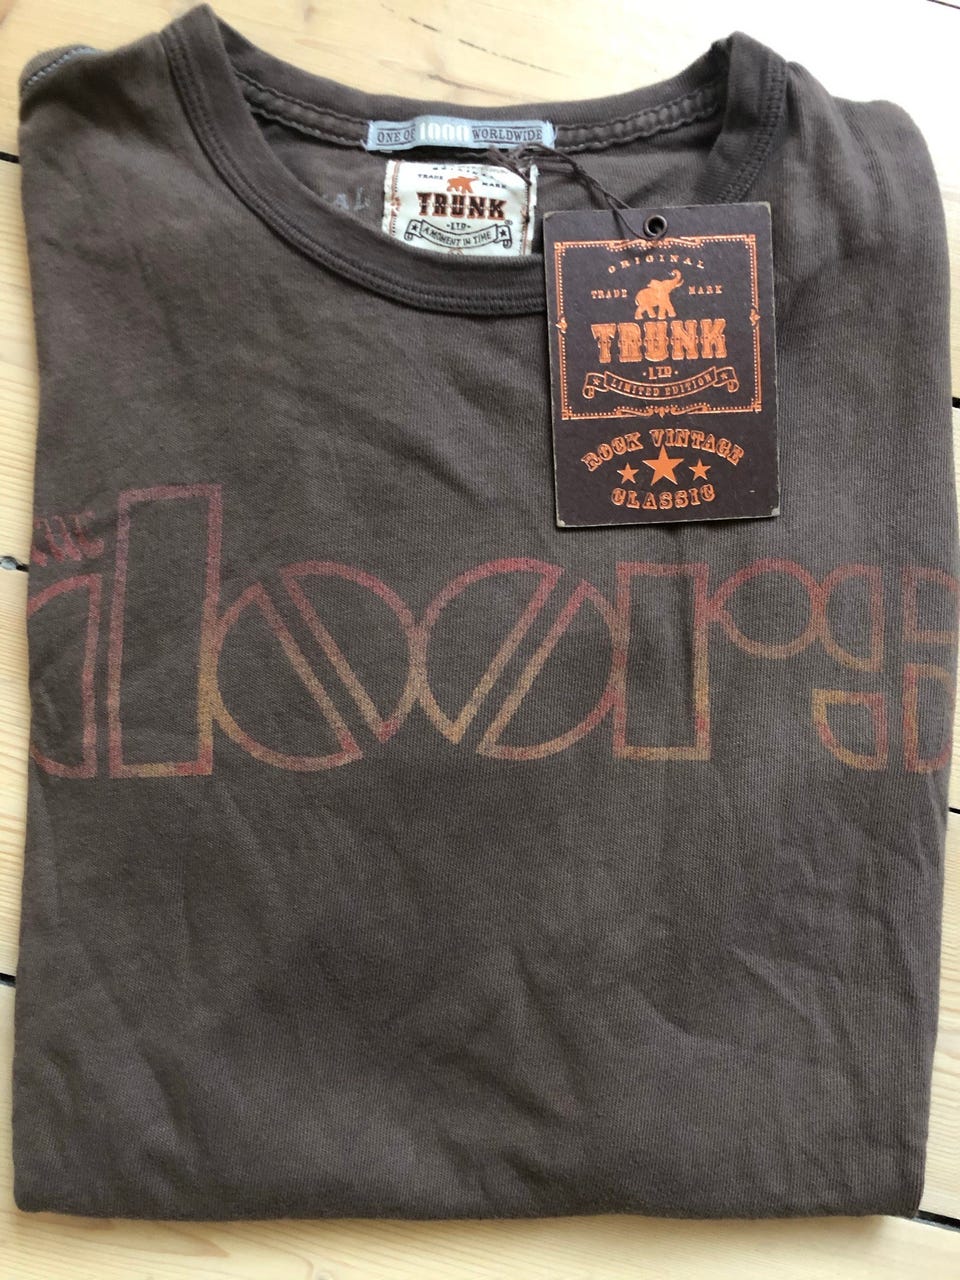 ONE OF 1000 WORLDWIDE
TRADE MARK
TRUNK
·LTD·
A MOMENT IN TIME
ORIGINAL
TRADE MARK
TRUNK
·LTD·
LIMITED EDITION
ROCK VINTAGE
CLASSIC
THE
doors